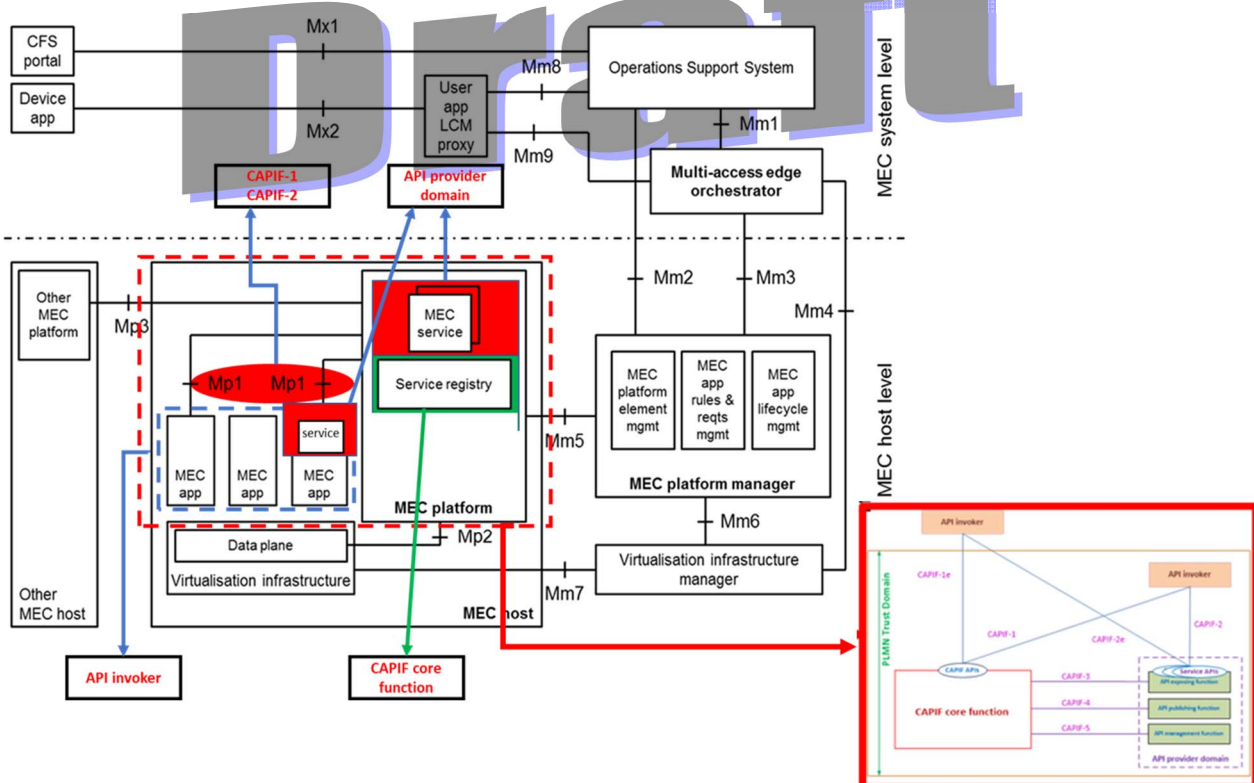 Draft
CFS
portal
Mx1
Operations Support System
Mm8
Device
app
User
app
LCM
proxy
Mx2
Mm9
Mm1
MEC system level
CAPIF-1
CAPIF-2
API provider
domain
Multi-access edge
orchestrator
Mm2
Mm3
Mm4
Other
MEC
platform
Mp3
MEC
service
Service registry
Mp1
Mp1
service
MEC
app
MEC
app
MEC
app
MEC platform
Mm5
MEC
platform
element
mgmt
MEC
app
rules &
reqts
mgmt
MEC
app
lifecycle
mgmt
MEC platform manager
MEC host level
Data plane
Mp2
Virtualisation infrastructure
Mm6
Mm7
Virtualisation infrastructure
manager
Other
MEC host
MEC host
API invoker
CAPIF core
function
API invoker
CAPIF-1e
API invoker
PLMN Trust Domain
CAPIF-1
CAPIF-2e
CAPIF-2
CAPIF APIs
Service APIs
CAPIF-3
API exposing function
CAPIF core function
CAPIF-4
API publishing function
CAPIF-5
API management function
API provider domain